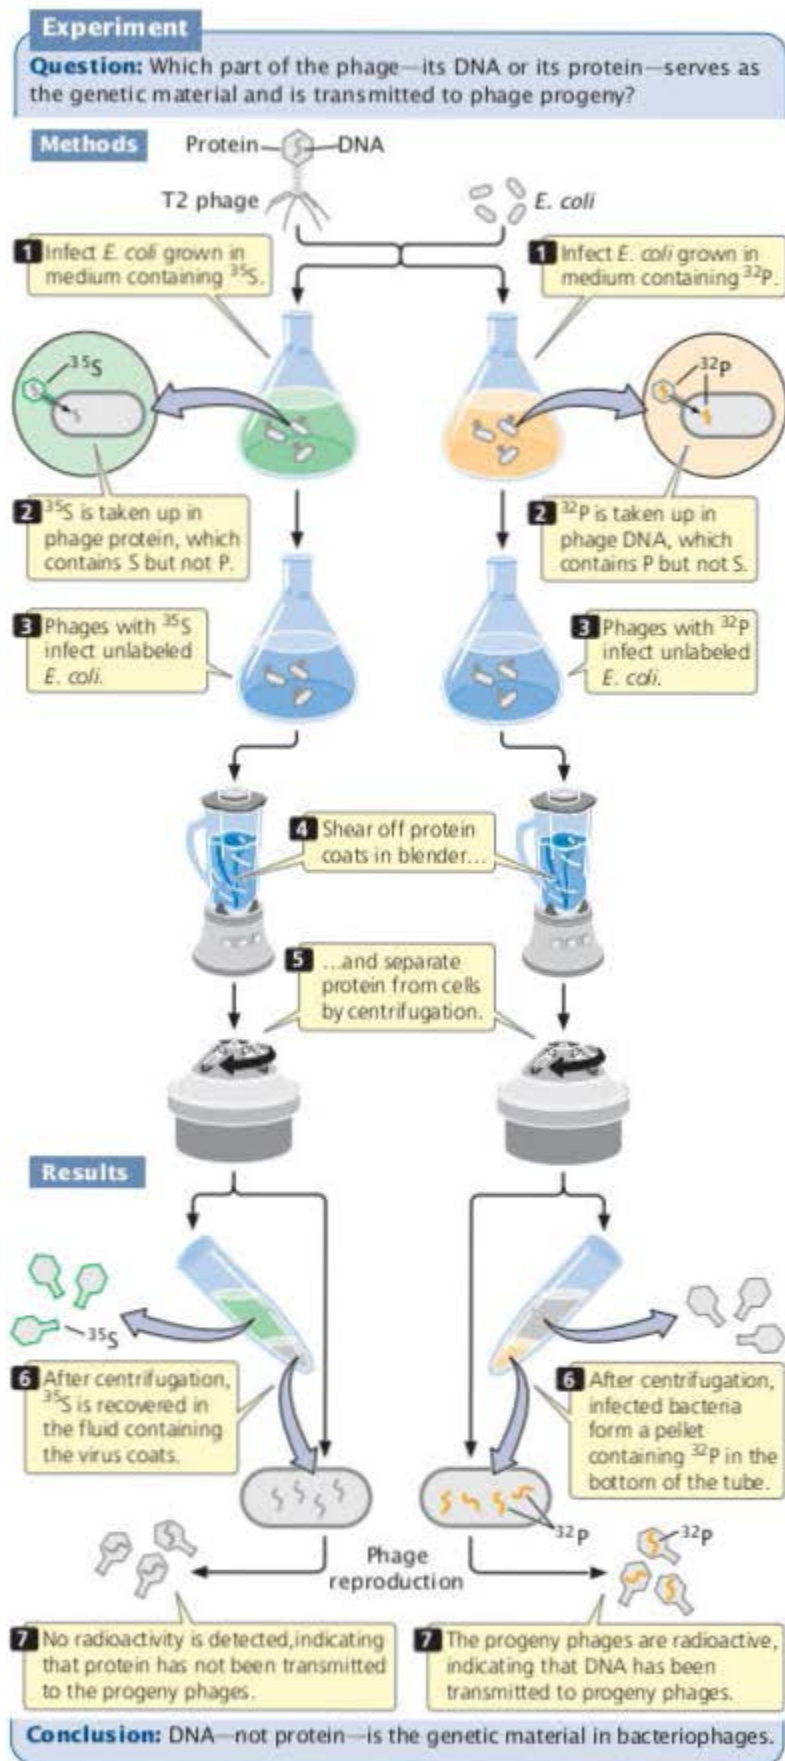 Experiment
Question: Which part of the phage—its DNA or its protein—serves as
the genetic material and is transmitted to phage progeny?
Methods
Protein
DNA
T2 phage
E. coli
1 Infect E. coli grown in
medium containing ³⁵S.
1 Infect E. coli grown in
medium containing ³²P.
³⁵S
³²P
2 ³⁵S is taken up in
phage protein, which
contains S but not P.
2 ³²P is taken up in
phage DNA, which
contains P but not S.
3 Phages with ³⁵S
infect unlabeled
E. coli.
3 Phages with ³²P
infect unlabeled
E. coli.
4 Shear off protein
coats in blender...
5 ...and separate
protein from cells
by centrifugation.
Results
³⁵S
6 After centrifugation,
³⁵S is recovered in
the fluid containing
the virus coats.
6 After centrifugation,
infected bacteria
form a pellet
containing ³²P in the
bottom of the tube.
³²P
³²P
Phage
reproduction
7 No radioactivity is detected, indicating
that protein has not been transmitted
to the progeny phages.
7 The progeny phages are radioactive,
indicating that DNA has been
transmitted to progeny phages.
Conclusion: DNA—not protein—is the genetic material in bacteriophages.